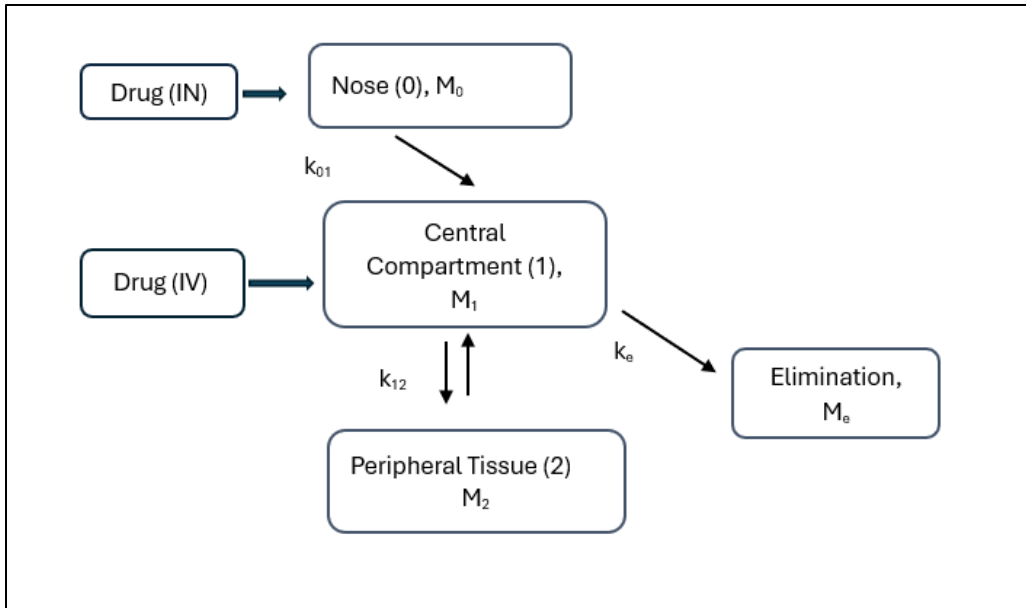 Drug (IN)
Nose (0), M₀
k₀₁
Central
Compartment (1),
M₁
Drug (IV)
kₑ
k₁₂
Elimination,
Mₑ
Peripheral Tissue (2)
M₂